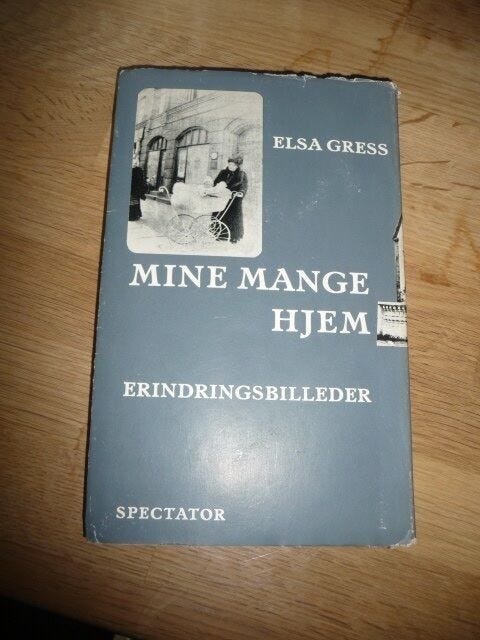 ELSA GRESS
MINE MANGE
HJEM
ERINDRINGSBILLEDER
SPECTATOR